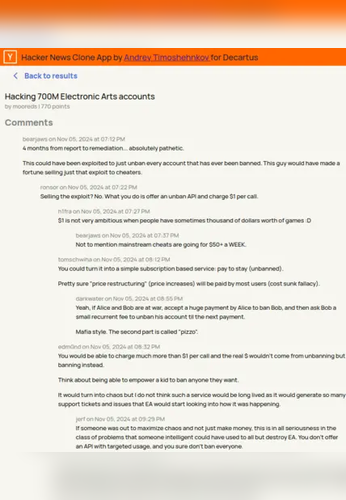 Y Hacker News Clone App by Andrey Timoshehnkov for Decartus
Back to results
Hacking 700M Electronic Arts accounts
by mooreds | 770 points
Comments
bearjaws on Nov 05, 2024 at 07:12 PM
4 months from report to remediation... absolutely pathetic.
This could have been exploited to just unban every account that has ever been banned. This guy would have made a
fortune selling just that exploit to cheaters.
ronsor on Nov 05, 2024 at 07:22 PM
Selling the exploit? No. What you do is offer an unban API and charge $1 per call.
h1fra on Nov 05, 2024 at 07:27 PM
$1 is not very ambitious when people have sometimes thousand of dollars worth of games :D
bearjaws on Nov 05, 2024 at 07:37 PM
Not to mention mainstream cheats are going for $50+ a WEEK.
tomschwiha on Nov 05, 2024 at 08:12 PM
You could turn it into a simple subscription based service: pay to stay (unbanned).
Pretty sure "price restructuring" (price increases) will be paid by most users (cost sunk fallacy).
darkwater on Nov 05, 2024 at 08:55 PM
Yeah, if Alice and Bob are at war, accept a huge payment by Alice to ban Bob, and then ask Bob a
small recurrent fee to unban his account til the next payment.
Mafia style. The second part is called "pizzo".
edm0nd on Nov 05, 2024 at 08:32 PM
You would be able to charge much more than $1 per call and the real $ wouldn't come from unbanning but
banning instead.
Think about being able to empower a kid to ban anyone they want.
It would turn into chaos but I do not think such a service would be long lived as it would generate so many
support tickets and issues that EA would start looking into how it was happening.
jerf on Nov 05, 2024 at 09:29 PM
If someone was out to maximize chaos and not just make money, this is in all seriousness in the
class of problems that someone intelligent could have used to all but destroy EA. You don't offer
an API with targeted usage, and you sure don't ban everyone.